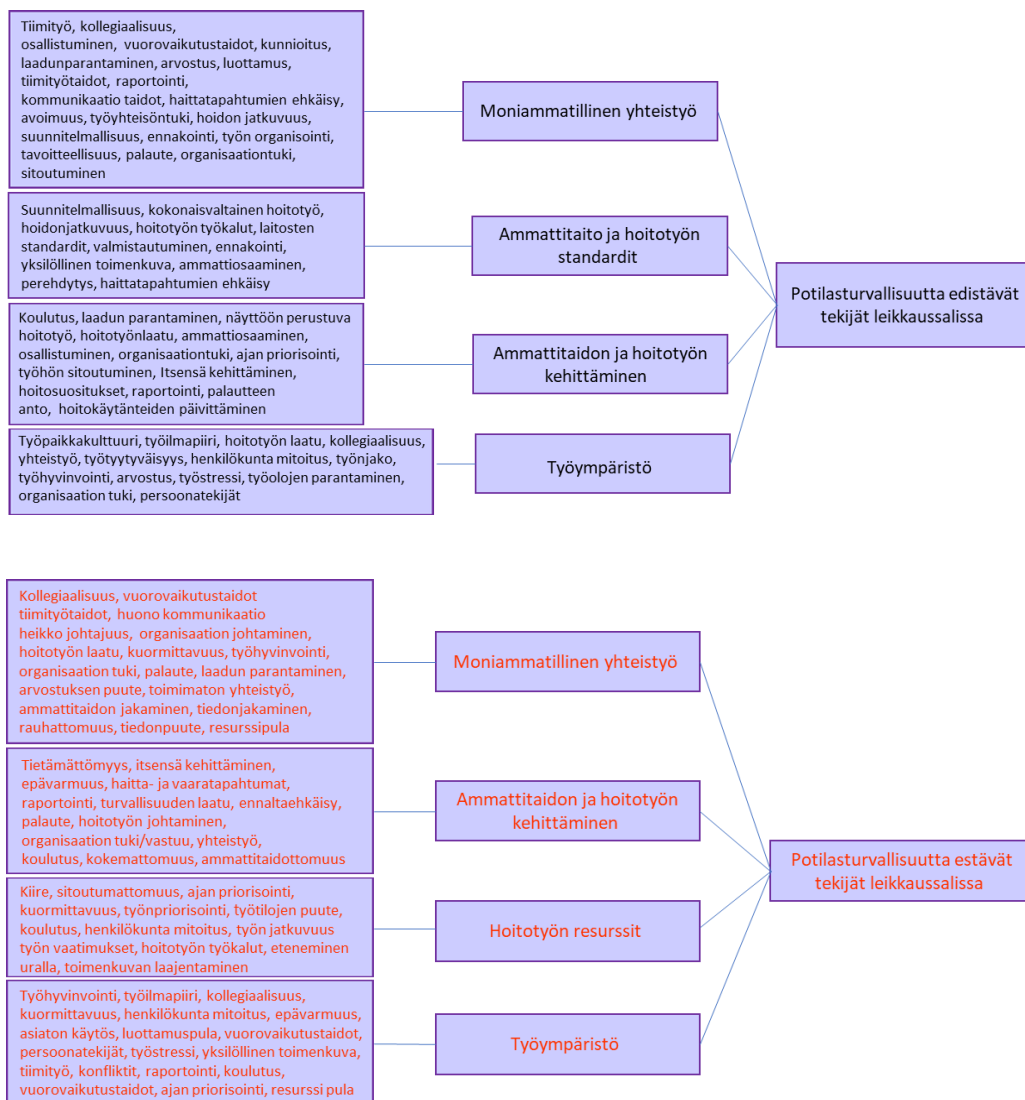 Tiimityö, kollegiaalisuus,
osallistuminen, vuorovaikutustaidot, kunnioitus,
laadunparantaminen, arvostus, luottamus,
tiimityötaidot, raportointi,
kommunikaatio taidot, haittatapahtumien ehkäisy,
avoimuus, työyhteisöntuki, hoidon jatkuvuus,
suunnitelmallisuus, ennakointi, työn organisointi,
tavoitteellisuus, palaute, organisaationtuki,
sitoutuminen
Moniammatillinen yhteistyö
Suunnitelmallisuus, kokonaisvaltainen hoitotyö,
hoidonjatkuvuus, hoitotyön työkalut, laitosten
standardit, valmistautuminen, ennakointi,
yksilöllinen toimenkuva, ammattiosaaminen,
perehdytys, haittatapahtumien ehkäisy
Ammattitaito ja hoitotyön
standardit
Koulutus, laadun parantaminen, näyttöön perustuva
hoitotyö, hoitotyönlaatu, ammattiosaaminen,
osallistuminen, organisaationtuki, ajan priorisointi,
työhön sitoutuminen, Itsensä kehittäminen,
hoitosuositukset, raportointi, palautteen
anto, hoitokäytänteiden päivittäminen
Ammattitaidon ja hoitotyön
kehittäminen
Työpaikkakulttuuri, työilmapiiri, hoitotyön laatu, kollegiaalisuus,
yhteistyö, työtyytyväisyys, henkilökunta mitoitus, työnjako,
työhyvinvointi, arvostus, työstressi, työolojen parantaminen,
organisaation tuki, persoonatekijät
Työympäristö
Potilasturvallisuutta edistävät
tekijät leikkaussalissa
Kollegiaalisuus, vuorovaikutustaidot
tiimityötaidot, huono kommunikaatio
heikko johtajuus, organisaation johtaminen,
hoitotyön laatu, kuormittavuus, työhyvinvointi,
organisaation tuki, palaute, laadun parantaminen,
arvostuksen puute, toimimaton yhteistyö,
ammattitaidon jakaminen, tiedonjakaminen,
rauhattomuus, tiedonpuute, resurssipula
Moniammatillinen yhteistyö
Tietämättömyys, itsensä kehittäminen,
epävarmuus, haitta- ja vaaratapahtumat,
raportointi, turvallisuuden laatu, ennaltaehkäisy,
palaute, hoitotyön johtaminen,
organisaation tuki/vastuu, yhteistyö,
koulutus, kokemattomuus, ammattitaidottomuus
Ammattitaidon ja hoitotyön
kehittäminen
Kiire, sitoutumattomuus, ajan priorisointi,
kuormittavuus, työnpriorisointi, työtilojen puute,
koulutus, henkilökunta mitoitus, työn jatkuvuus
työn vaatimukset, hoitotyön työkalut, eteneminen
uralla, toimenkuvan laajentaminen
Hoitotyön resurssit
Työhyvinvointi, työilmapiiri, kollegiaalisuus,
kuormittavuus, henkilökunta mitoitus, epävarmuus,
asiaton käytös, luottamuspula, vuorovaikutustaidot,
persoonatekijät, työstressi, yksilöllinen toimenkuva,
tiimityö, konfliktit, raportointi, koulutus,
vuorovaikutustaidot, ajan priorisointi, resurssi pula
Työympäristö
Potilasturvallisuutta estävät
tekijät leikkaussalissa